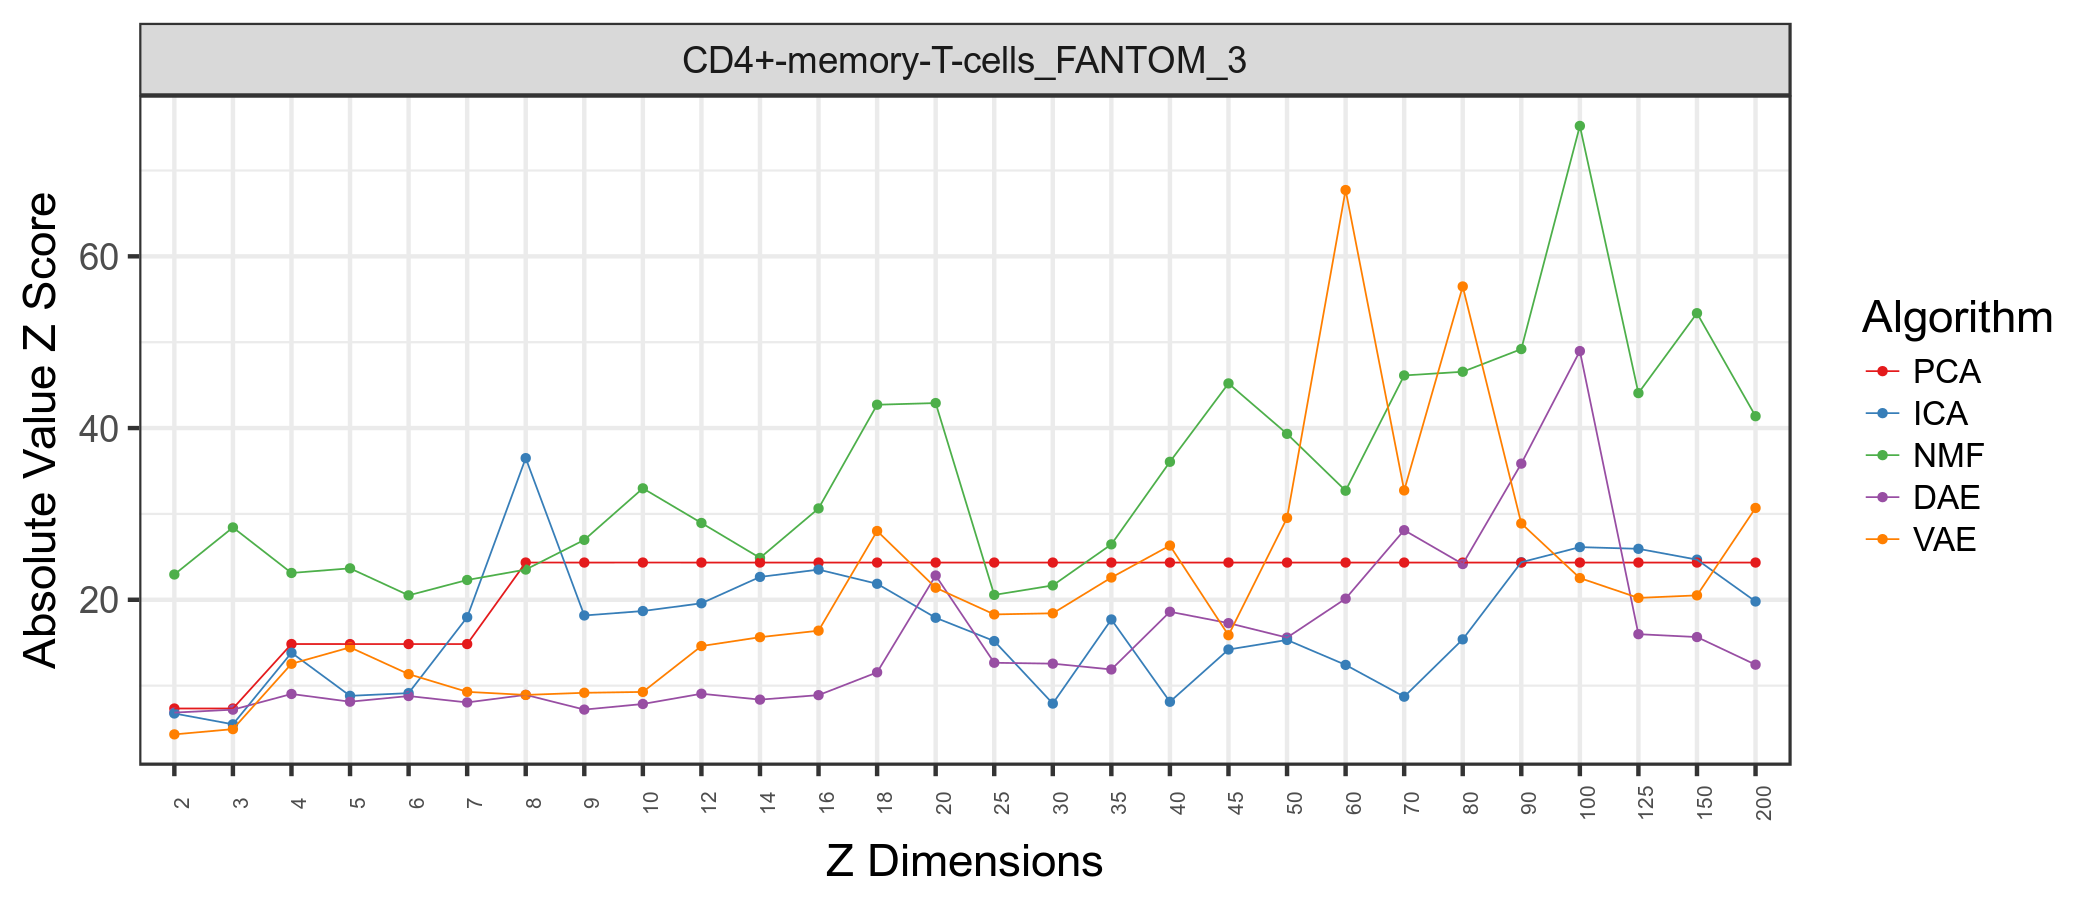 CD4+-memory-T-cells_FANTOM_3
Absolute Value Z Score
60
40
20
2 3 4 5 6 7 8 9 10 12 14 16 18 20 25 30 35 40 45 50 60 70 80 90 100 125 150 200
Z Dimensions
Algorithm
PCA
ICA
NMF
DAE
VAE